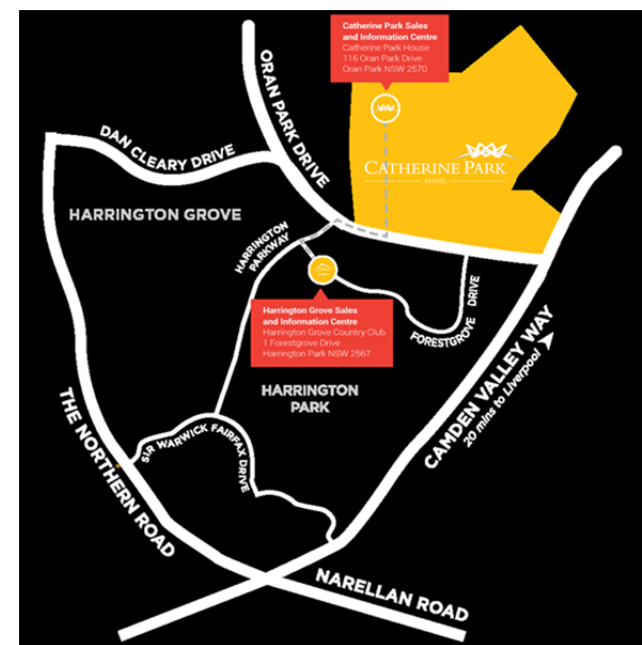 Catherine Park Sales
and Information Centre
Catherine Park House
116 Oran Park Drive
Oran Park NSW 2570
ORAN PARK DRIVE
DAN CLEARY DRIVE
CATHERINE PARK
ESTATE
HARRINGTON GROVE
HARRINGTON
PARKWAY
Harrington Grove Sales
and Information Centre
Harrington Grove Country Club
1 Forestgrove Drive
Harrington Park NSW 2567
FORESTGROVE DRIVE
HARRINGTON
PARK
CAMDEN VALLEY WAY
20 mins to Liverpool
THE NORTHERN ROAD
SIR WARWICK FAIRFAX DRIVE
NARELLAN ROAD